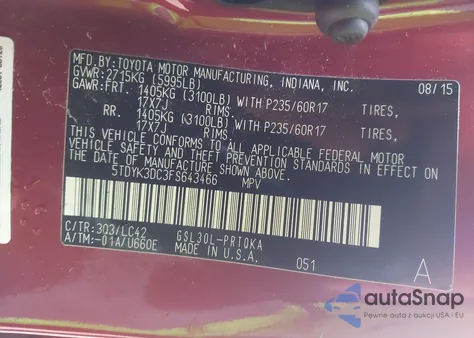 MFD.BY:TOYOTA MOTOR MANUFACTURING, INDIANA, INC. 08/15
GVWR: 2715KG (5995LB)
GAWR:FRT. 1405KG (3100LB) WITH P235/60R17 TIRES,
17X7J RIMS,
RR. 1405KG (3100LB) WITH P235/60R17 TIRES,
17X7J RIMS,
THIS VEHICLE CONFORMS TO ALL APPLICABLE FEDERAL MOTOR
VEHICLE SAFETY AND THEFT PREVENTION STANDARDS IN EFFECT ON
THE DATE OF MANUFACTURE SHOWN ABOVE.
5TDYK3DC3FS643466 MPV
C/TR:3Q3/LC42 GSL30L-PRTQKA
A/TM:-01A/U660E MADE IN U.S.A.
051 A
autoSnap
Pewne auta z aukcji USA i EU